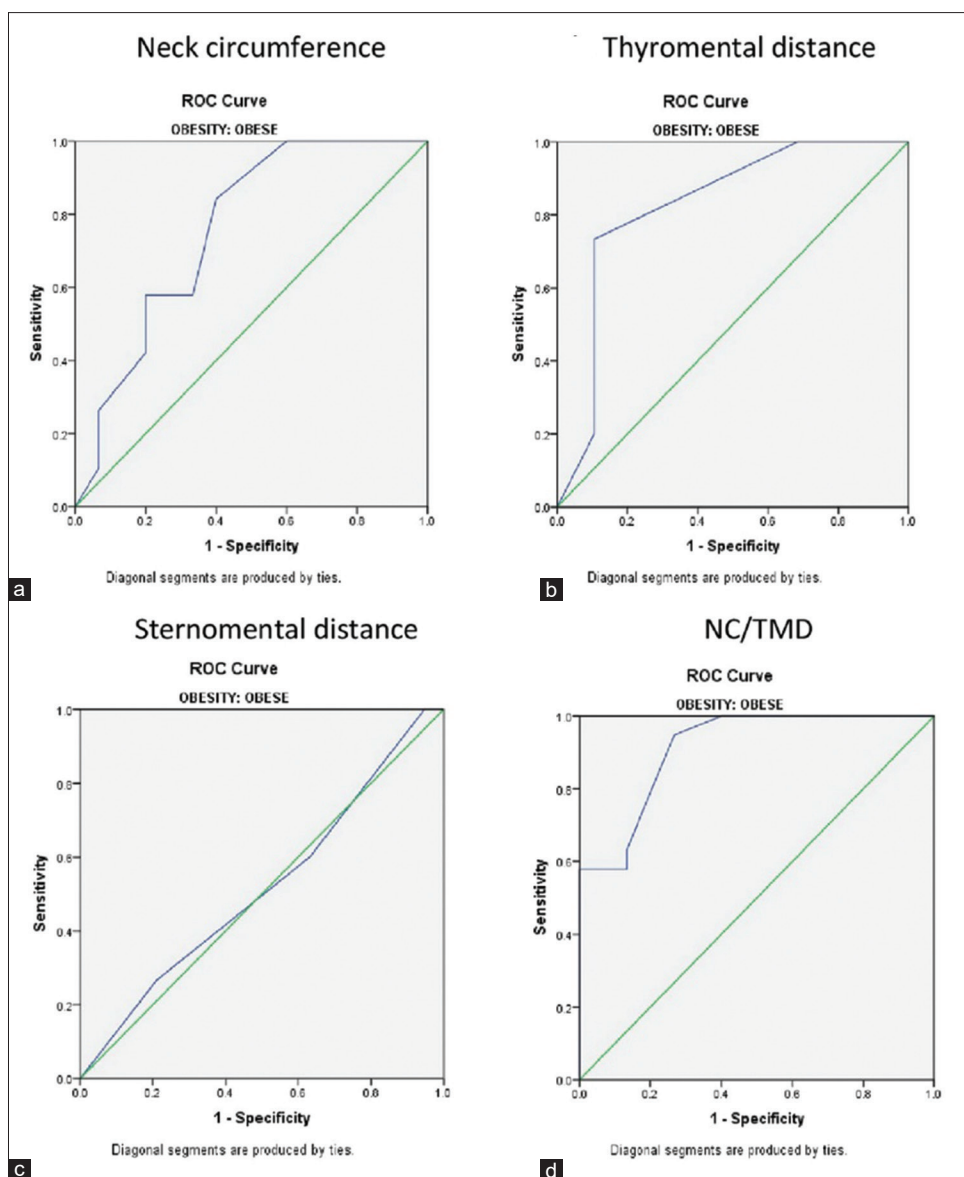 Neck circumference
ROC Curve
OBESITY: OBESE
1.0
0.8
0.6
0.4
0.2
0.0
Sensitivity
0.0 0.2 0.4 0.6 0.8 1.0
1 - Specificity
Diagonal segments are produced by ties.
a
Thyromental distance
ROC Curve
OBESITY: OBESE
1.0
0.8
0.6
0.4
0.2
0.0
Sensitivity
0.0 0.2 0.4 0.6 0.8 1.0
1 - Specificity
Diagonal segments are produced by ties.
b
Sternomental distance
ROC Curve
OBESITY: OBESE
1.0
0.8
0.6
0.4
0.2
0.0
Sensitivity
0.0 0.2 0.4 0.6 0.8 1.0
1 - Specificity
Diagonal segments are produced by ties.
c
NC/TMD
ROC Curve
OBESITY: OBESE
1.0
0.8
0.6
0.4
0.2
0.0
Sensitivity
0.0 0.2 0.4 0.6 0.8 1.0
1 - Specificity
Diagonal segments are produced by ties.
d